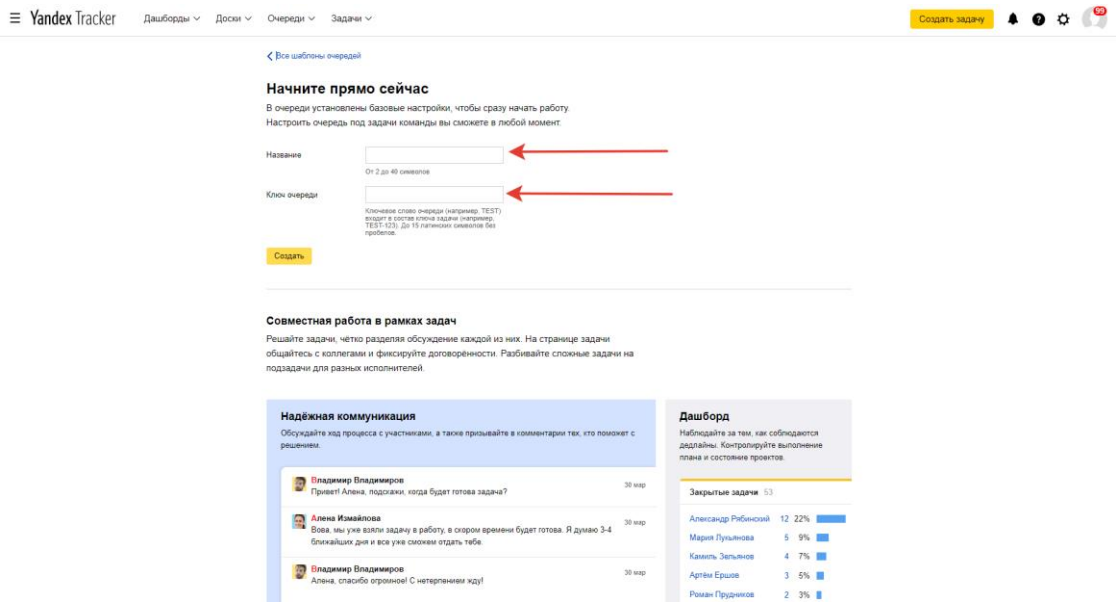 Yandex Tracker
Дашборды
Доски
Очереди
Задачи
Создать задачу
99
Все шаблоны очередей
Начните прямо сейчас
В очереди установлены базовые настройки, чтобы сразу начать работу.
Настроить очередь под задачи команды вы сможете в любой момент.
Название
От 2 до 40 символов
Ключ очереди
Ключевое слово очереди (например, TEST)
входит в состав ключа задачи (например,
TEST-123). До 15 латинских символов без
пробелов.
Создать
Совместная работа в рамках задач
Решайте задачи, чётко разделяя обсуждение каждой из них. На странице задачи
общайтесь с коллегами и фиксируйте договорённости. Разбивайте сложные задачи на
подзадачи для разных исполнителей.
Надёжная коммуникация
Обсуждайте ход процесса с участниками, а также призывайте в комментарии тех, кто поможет с
решением.
Владимир Владимиров
30 мар
Привет! Алена, подскажи, когда будет готова задача?
Алена Измайлова
30 мар
Вова, мы уже взяли задачу в работу, в скором времени будет готова. Я думаю 3-4
ближайших дня и все уже сможем отдать тебе.
Владимир Владимиров
30 мар
Алена, спасибо огромное! С нетерпением жду!
Дашборд
Наблюдайте за тем, как соблюдаются
дедлайны. Контролируйте выполнение
плана и состояние проектов.
Закрытые задачи 53
Александр Рябинский 12 22%
Мария Лукьянова 5 9%
Камиль Зельянов 4 7%
Артём Ершов 3 5%
Роман Прудников 2 3%